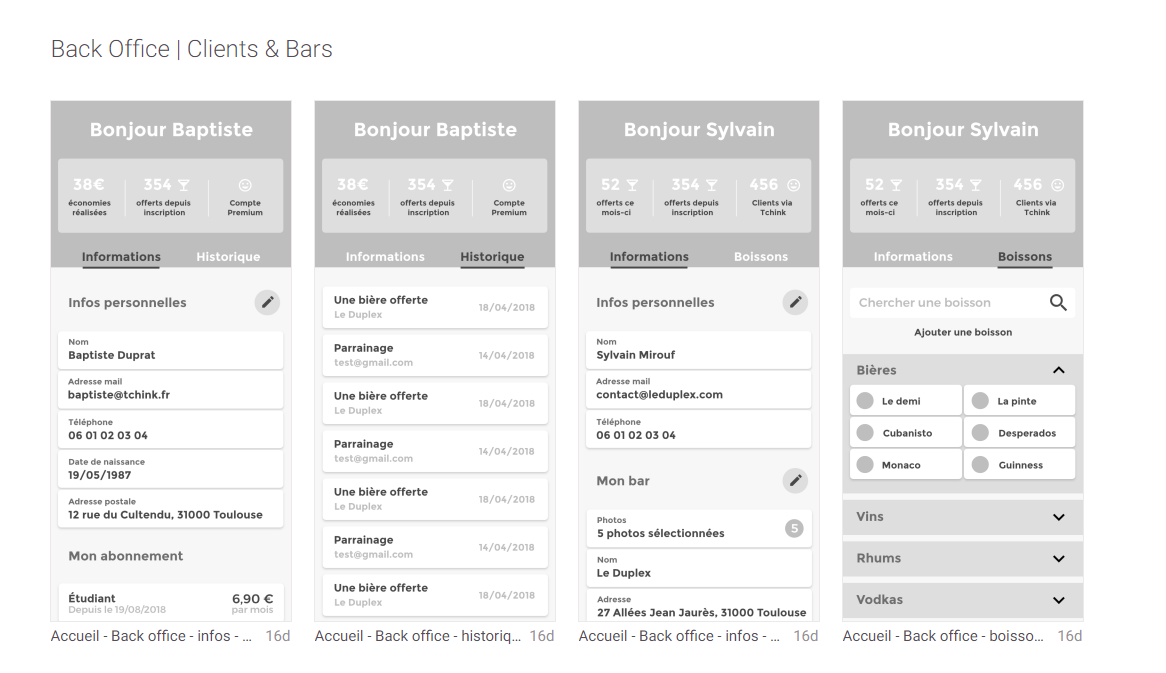 Back Office | Clients & Bars
Bonjour Baptiste
38€
354
économies
réalisées
offerts depuis
inscription
Compte
Premium
Informations
Historique
Infos personnelles
Nom
Baptiste Duprat
Adresse mail
baptiste@tchink.fr
Téléphone
06 01 02 03 04
Date de naissance
19/05/1987
Adresse postale
12 rue du Cultendu, 31000 Toulouse
Mon abonnement
Étudiant
6,90 €
Depuis le 19/08/2018
par mois
Accueil - Back office - infos - ...
16d
Bonjour Baptiste
38€
354
économies
réalisées
offerts depuis
inscription
Compte
Premium
Informations
Historique
Une bière offerte
Le Duplex
18/04/2018
Parrainage
test@gmail.com
14/04/2018
Une bière offerte
Le Duplex
18/04/2018
Parrainage
test@gmail.com
14/04/2018
Une bière offerte
Le Duplex
18/04/2018
Parrainage
test@gmail.com
14/04/2018
Une bière offerte
Le Duplex
18/04/2018
Accueil - Back office - historiq...
16d
Bonjour Sylvain
52
354
456
offerts ce
mois-ci
offerts depuis
inscription
Clients via
Tchink
Informations
Boissons
Infos personnelles
Nom
Sylvain Mirouf
Adresse mail
contact@leduplex.com
Téléphone
06 01 02 03 04
Mon bar
Photos
5 photos sélectionnées
5
Nom
Le Duplex
Adresse
27 Allées Jean Jaurès, 31000 Toulouse
Accueil - Back office - infos - ...
16d
Bonjour Sylvain
52
354
456
offerts ce
mois-ci
offerts depuis
inscription
Clients via
Tchink
Informations
Boissons
Chercher une boisson
Ajouter une boisson
Bières
Le demi
La pinte
Cubanisto
Desperados
Monaco
Guinness
Vins
Rhums
Vodkas
Accueil - Back office - boisso...
16d